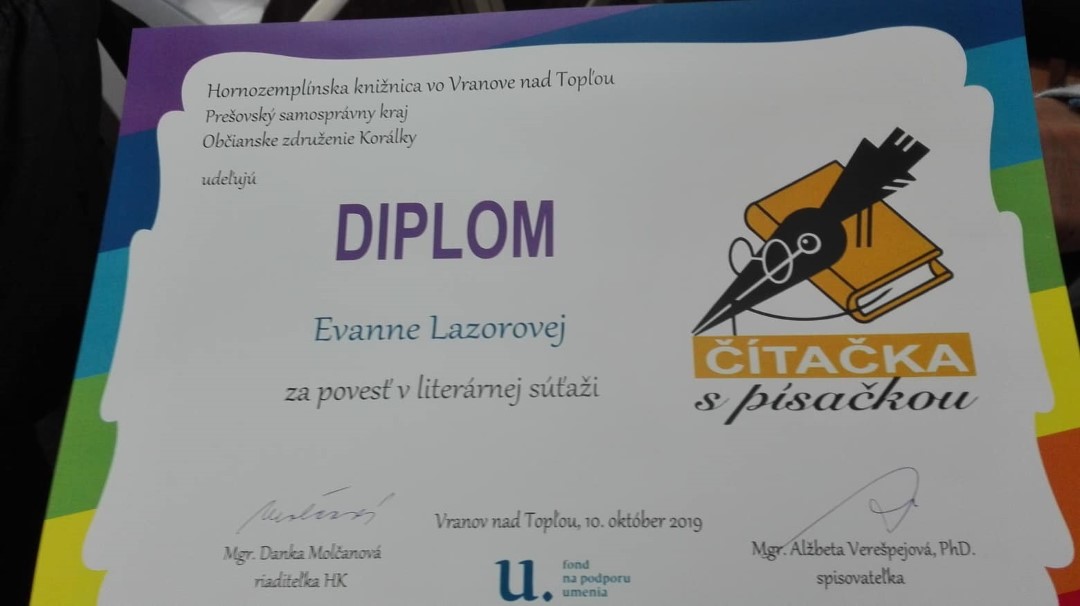 Hornozemplínska knižnica vo Vranove nad Topľou
Prešovský samosprávny kraj
Občianske združenie Korálky
udeľujú
DIPLOM
Evanne Lazorovej
za povesť v literárnej súťaži
ČÍTAČKA
s písačkou
Vranov nad Topľou, 10. október 2019
Mgr. Danka Molčanová
riaditeľka HK
Mgr. Alžbeta Verešpejová, PhD.
spisovateľka
u. fond
na podporu
umenia